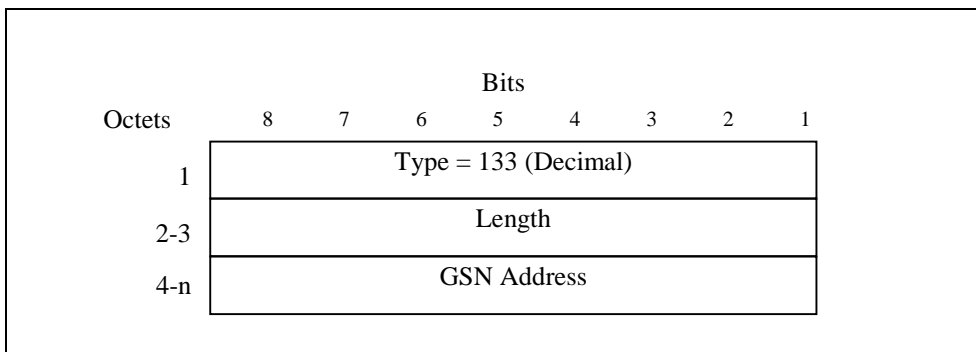 Bits
Octets 8 7 6 5 4 3 2 1
1 Type = 133 (Decimal)
2-3 Length
4-n GSN Address